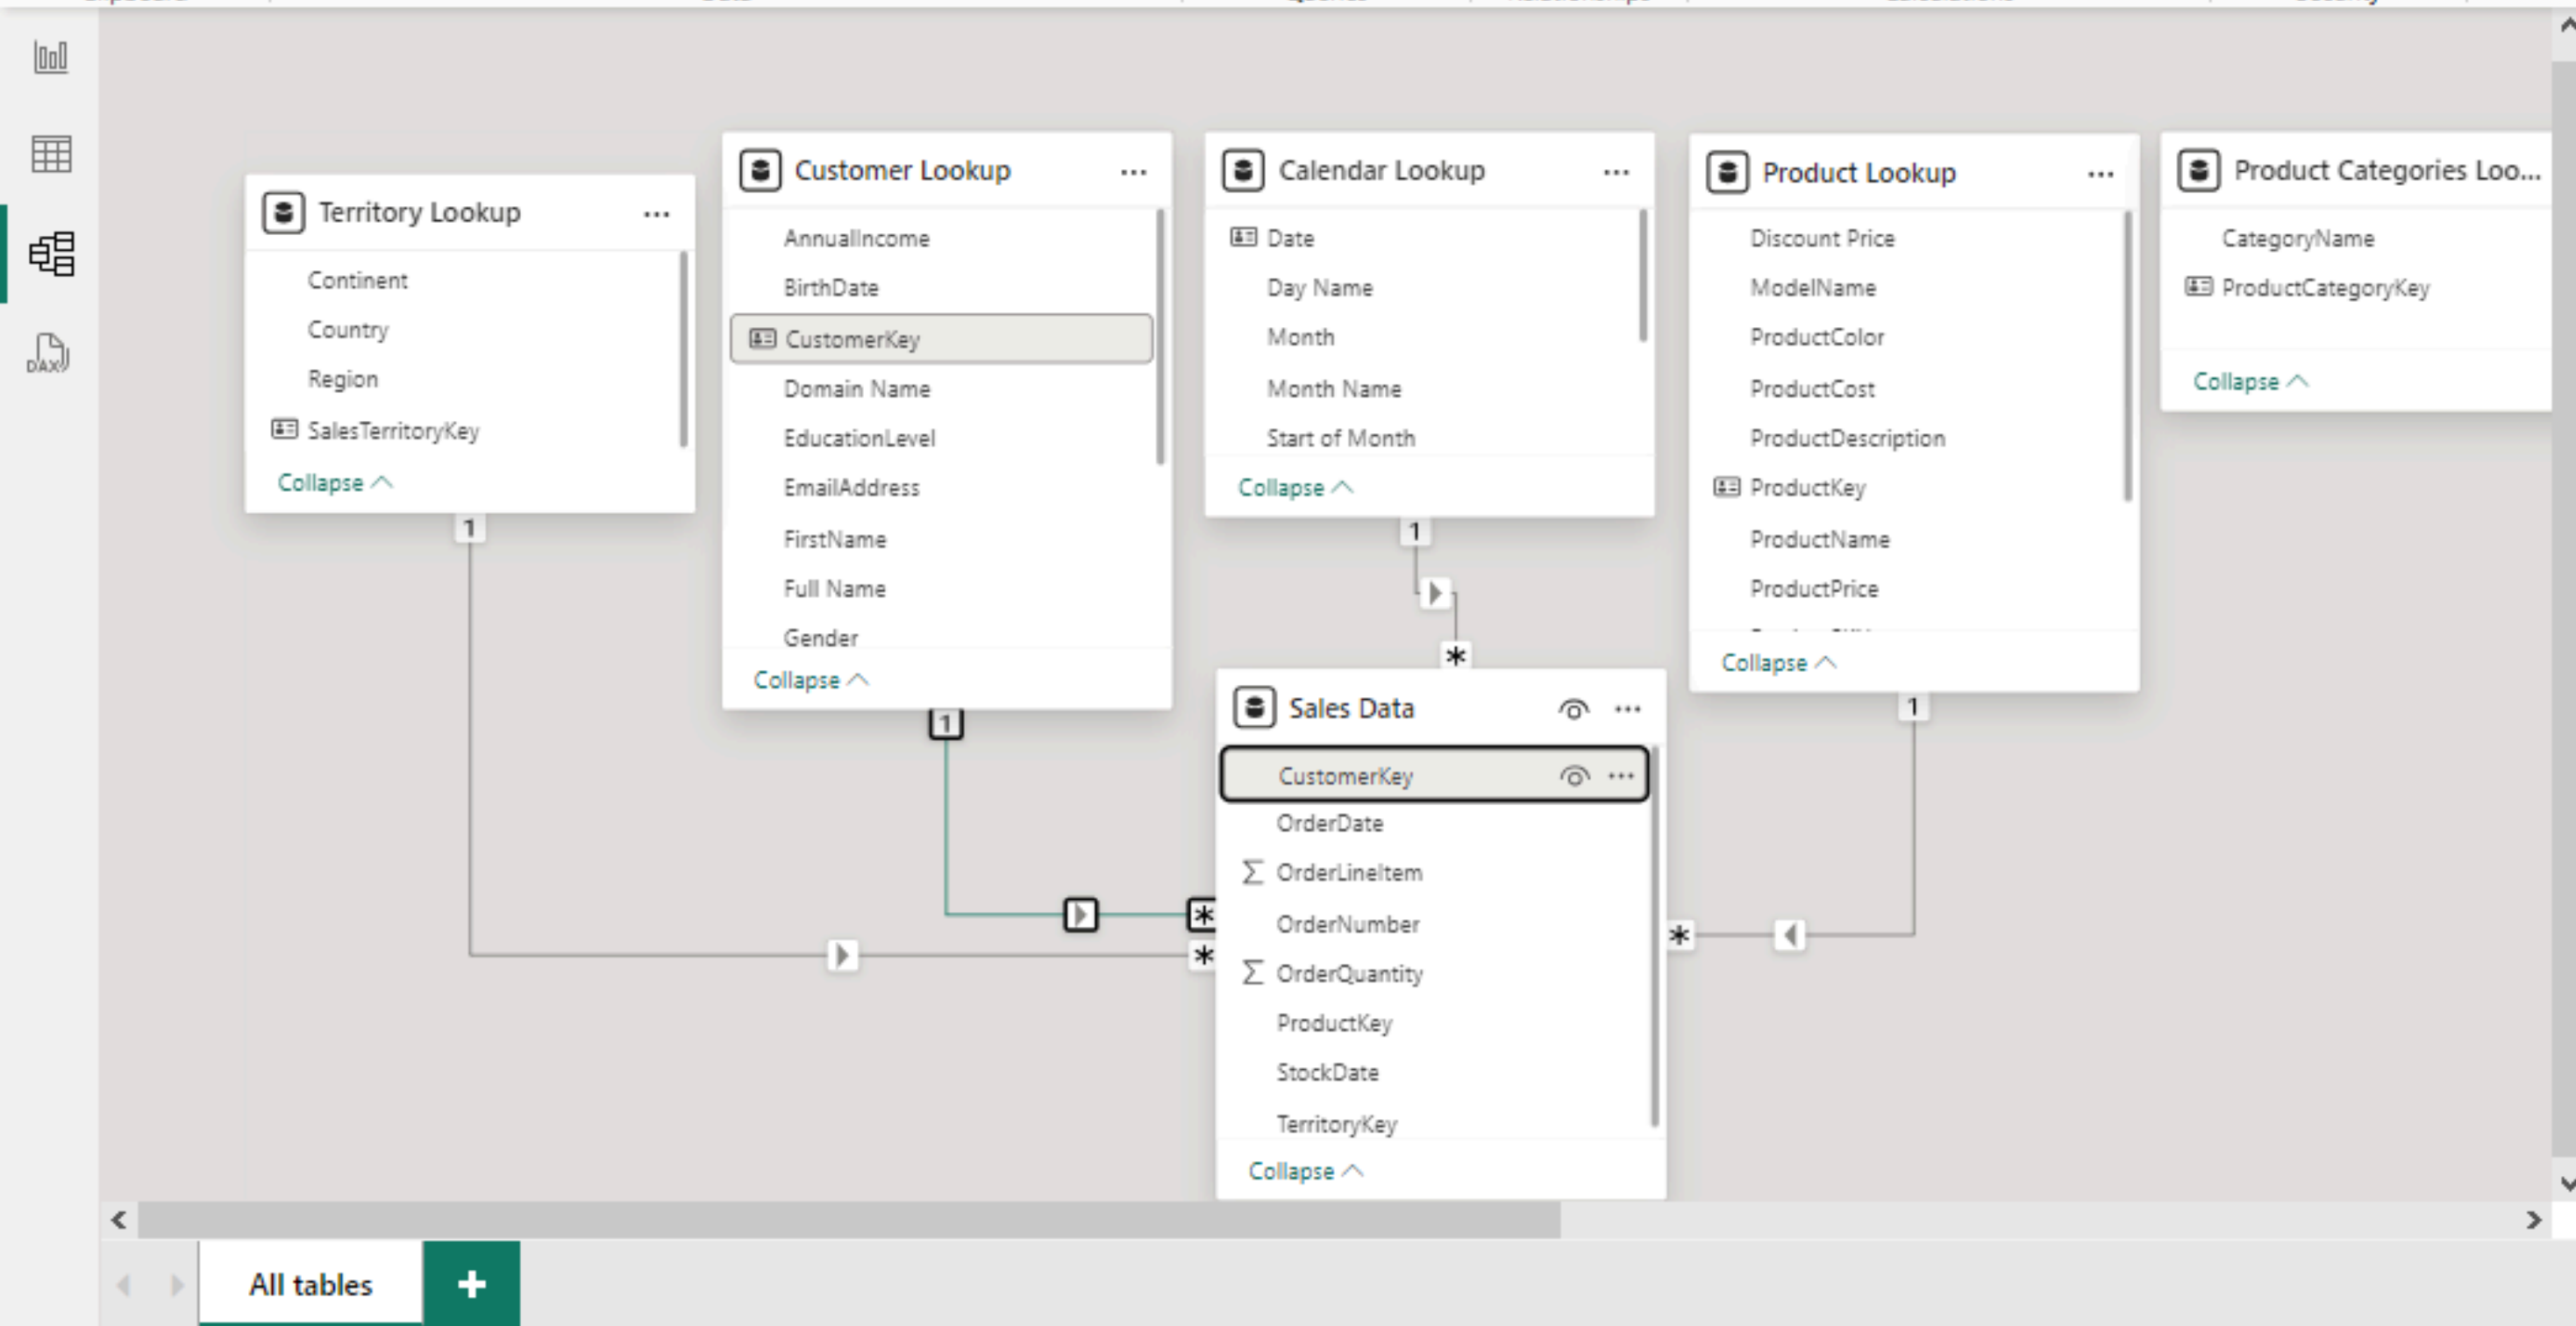 DAX
Territory Lookup
Continent
Country
Region
SalesTerritoryKey
Collapse
1
Customer Lookup
AnnualIncome
BirthDate
CustomerKey
Domain Name
EducationLevel
EmailAddress
FirstName
Full Name
Gender
Collapse
1
Calendar Lookup
Date
Day Name
Month
Month Name
Start of Month
Collapse
1
*
Product Lookup
Discount Price
ModelName
ProductColor
ProductCost
ProductDescription
ProductKey
ProductName
ProductPrice
Collapse
1
Product Categories Loo...
CategoryName
ProductCategoryKey
Collapse
Sales Data
CustomerKey
OrderDate
Σ OrderLineItem
OrderNumber
Σ OrderQuantity
ProductKey
StockDate
TerritoryKey
Collapse
*
*
*
All tables
+